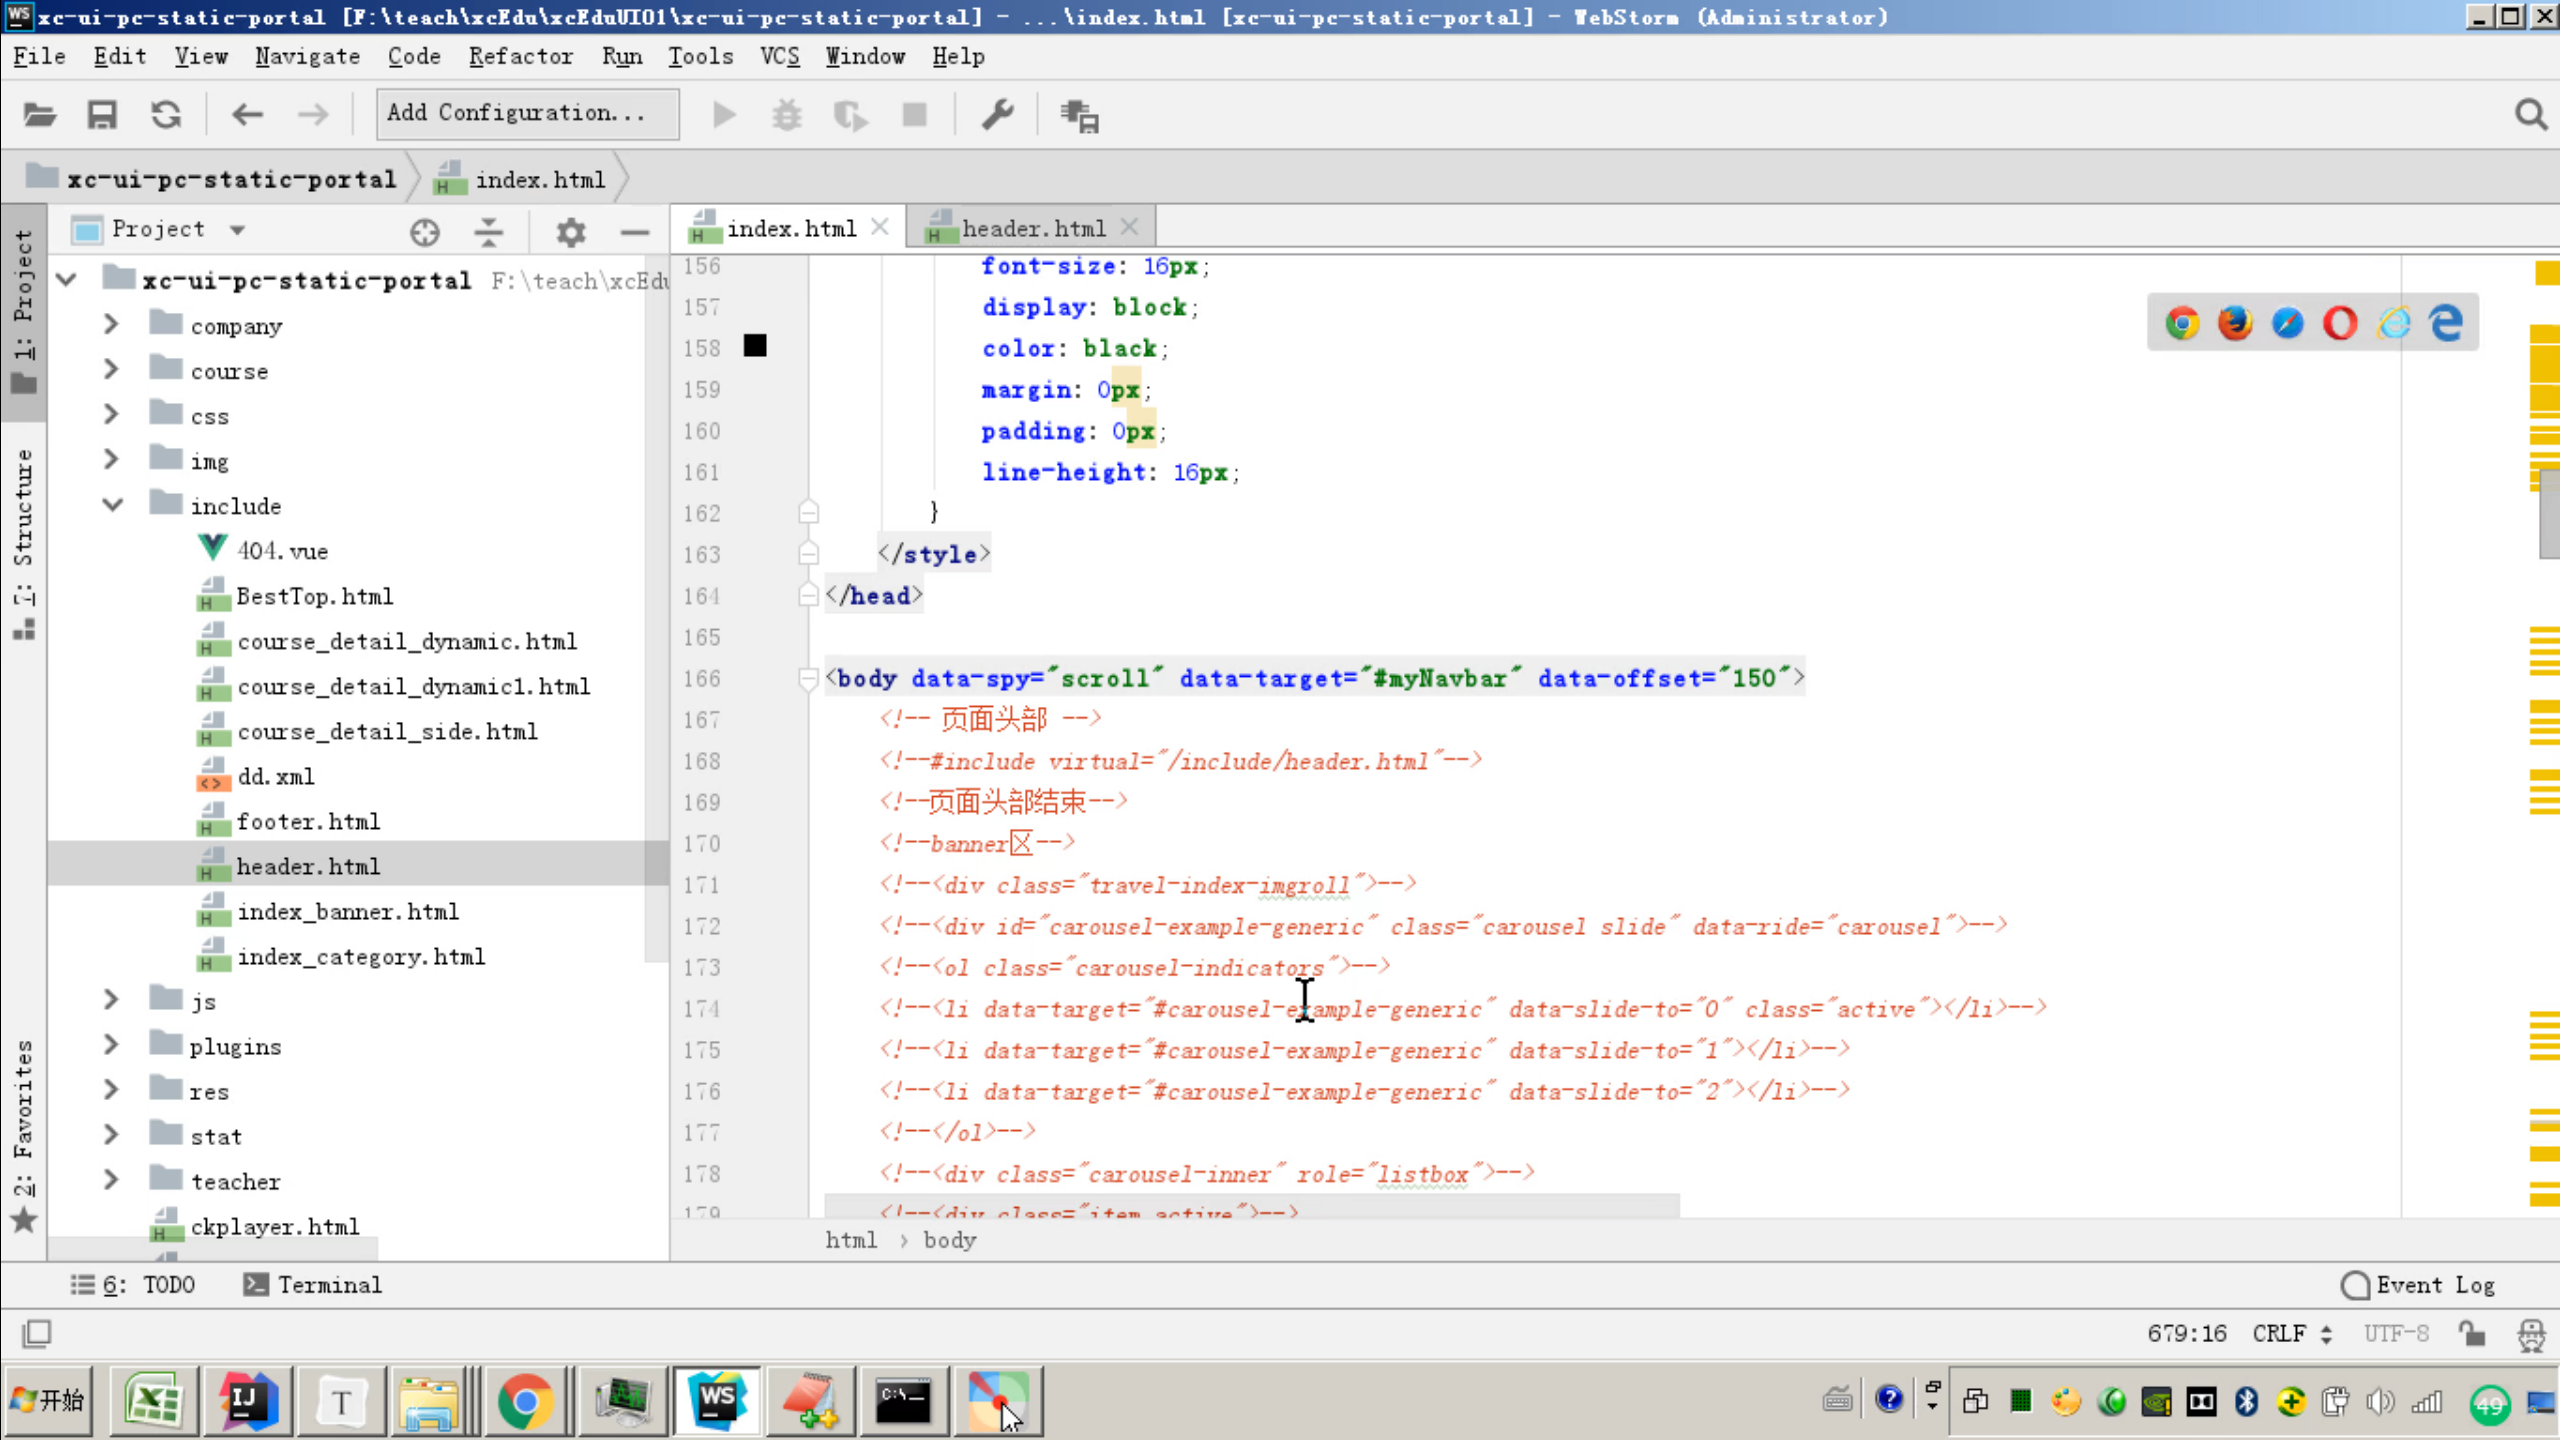 xc-ui-pc-static-portal [F:\teach\xcEdu\xcEduUI01\xc-ui-pc-static-portal] - ...\index.html [xc-ui-pc-static-portal] - WebStorm (Administrator)
File Edit View Navigate Code Refactor Run Tools VCS Window Help
Add Configuration...
xc-ui-pc-static-portal index.html
Project
index.html
header.html
1: Project
7: Structure
2: Favorites
xc-ui-pc-static-portal F:\teach\xcEdu
company
course
css
img
include
404.vue
BestTop.html
course_detail_dynamic.html
course_detail_dynamic1.html
course_detail_side.html
dd.xml
footer.html
header.html
index_banner.html
index_category.html
js
plugins
res
stat
teacher
ckplayer.html
156 font-size: 16px;
157 display: block;
158 color: black;
159 margin: 0px;
160 padding: 0px;
161 line-height: 16px;
162 }
163 </style>
164 </head>
165
166 <body data-spy="scroll" data-target="#myNavbar" data-offset="150">
167 <!-- 页面头部 -->
168 <!--#include virtual="/include/header.html"-->
169 <!--页面头部结束-->
170 <!--banner区-->
171 <!--<div class="travel-index-imgroll">-->
172 <!--<div id="carousel-example-generic" class="carousel slide" data-ride="carousel">-->
173 <!--<ol class="carousel-indicators">-->
174 <!--<li data-target="#carousel-example-generic" data-slide-to="0" class="active"></li>-->
175 <!--<li data-target="#carousel-example-generic" data-slide-to="1"></li>-->
176 <!--<li data-target="#carousel-example-generic" data-slide-to="2"></li>-->
177 <!--</ol>-->
178 <!--<div class="carousel-inner" role="listbox">-->
179 <!--<div class="item active">-->
html › body
6: TODO Terminal Event Log
679:16 CRLF UTF-8
开始
49